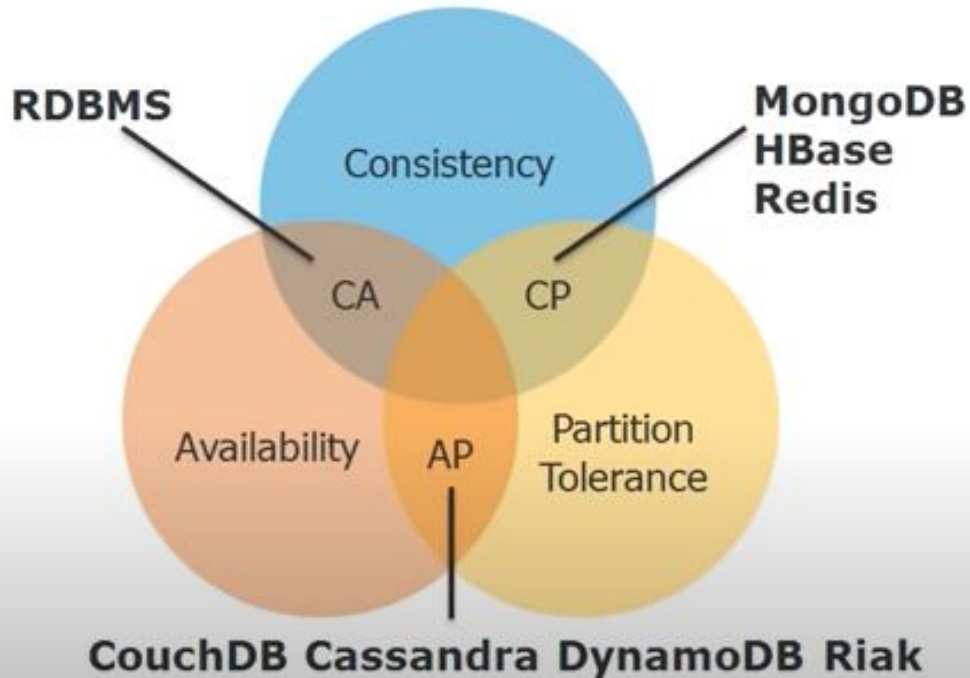 RDBMS
MongoDB
HBase
Redis
Consistency
CA
CP
Availability
AP
Partition
Tolerance
CouchDB Cassandra DynamoDB Riak